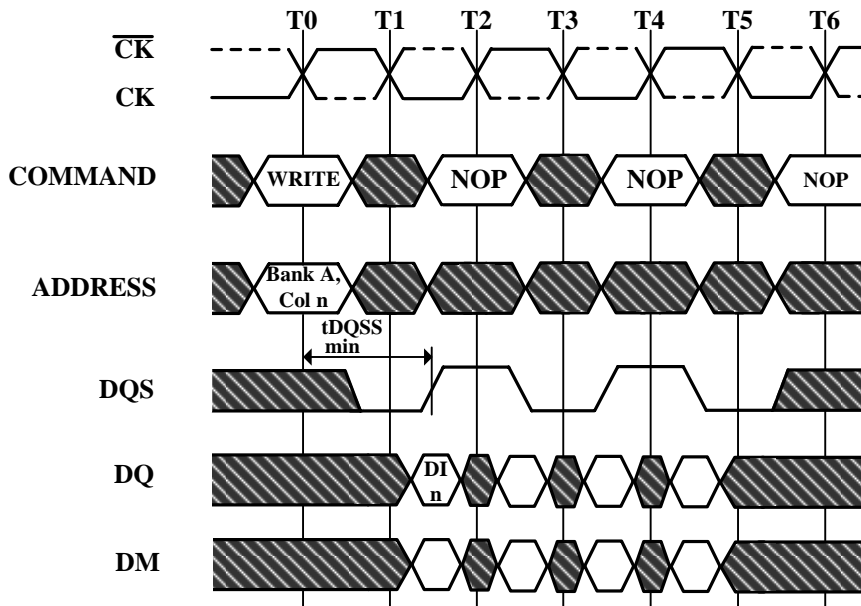 T0 T1 T2 T3 T4 T5 T6
CK
CK
COMMAND WRITE NOP NOP NOP
ADDRESS Bank A,
Col n
tDQSS
min
DQS
DQ DI
n
DM